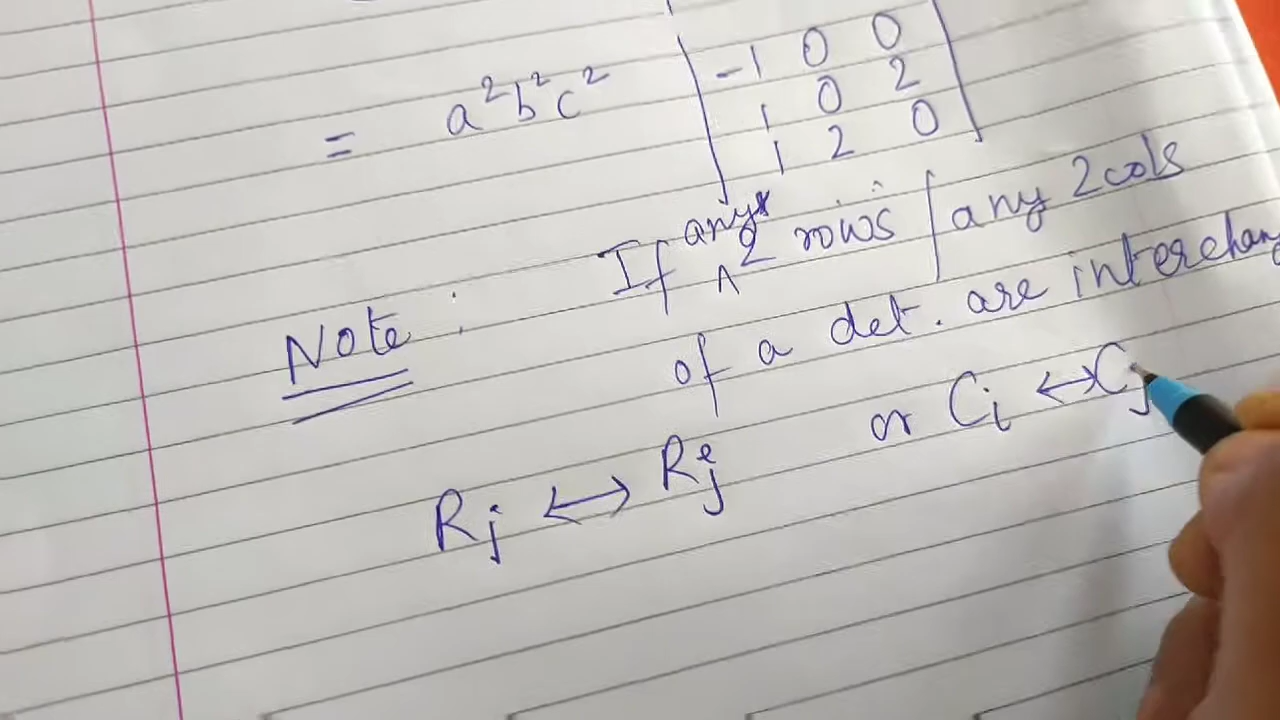 = a²b²c² | -1 0 0 |
| 1 0 2 |
| 1 2 0 |
Note : If any 2 rows / any 2 cols
of a det. are interchang
Rj ↔ Rj or Ci ↔ Cj